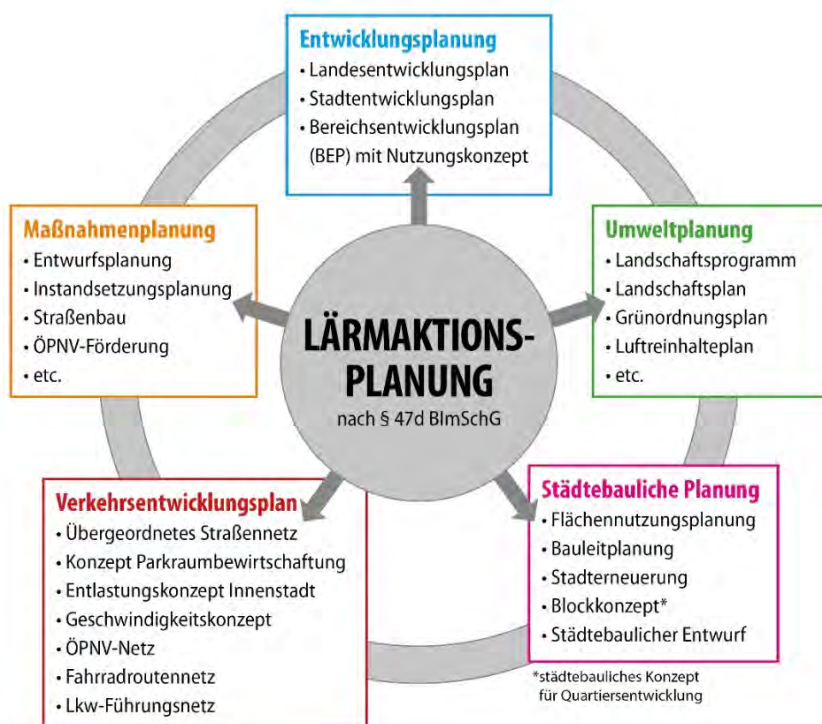 Entwicklungsplanung
• Landesentwicklungsplan
• Stadtentwicklungsplan
• Bereichsentwicklungsplan
(BEP) mit Nutzungskonzept
Maßnahmenplanung
• Entwurfsplanung
• Instandsetzungsplanung
• Straßenbau
• ÖPNV-Förderung
• etc.
Umweltplanung
• Landschaftsprogramm
• Landschaftsplan
• Grünordnungsplan
• Luftreinhalteplan
• etc.
LÄRMAKTIONS-
PLANUNG
nach § 47d BImSchG
Verkehrsentwicklungsplan
• Übergeordnetes Straßennetz
• Konzept Parkraumbewirtschaftung
• Entlastungskonzept Innenstadt
• Geschwindigkeitskonzept
• ÖPNV-Netz
• Fahrradroutennetz
• Lkw-Führungsnetz
Städtebauliche Planung
• Flächennutzungsplanung
• Bauleitplanung
• Stadterneuerung
• Blockkonzept*
• Städtebaulicher Entwurf
*städtebauliches Konzept
für Quartiersentwicklung